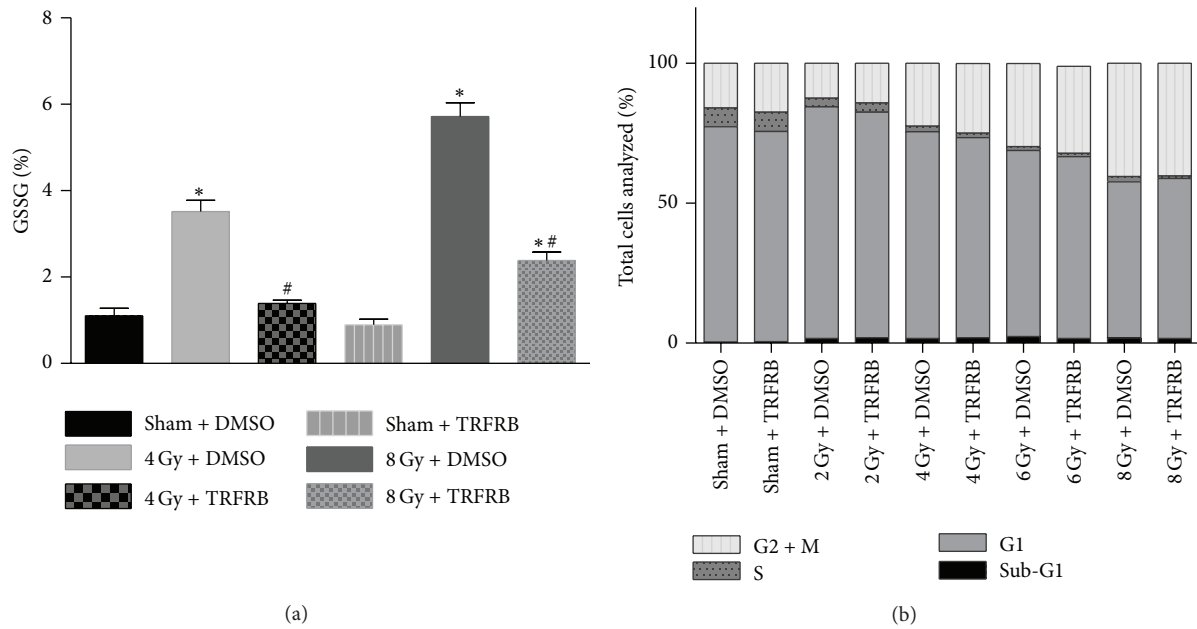 8
6
4
2
0
GSSG (%)
*
#
*
* #
Sham + DMSO
4 Gy + DMSO
4 Gy + TRFRB
Sham + TRFRB
8 Gy + DMSO
8 Gy + TRFRB
(a)
100
50
0
Total cells analyzed (%)
Sham + DMSO
Sham + TRFRB
2 Gy + DMSO
2 Gy + TRFRB
4 Gy + DMSO
4 Gy + TRFRB
6 Gy + DMSO
6 Gy + TRFRB
8 Gy + DMSO
8 Gy + TRFRB
G2 + M
S
G1
Sub-G1
(b)